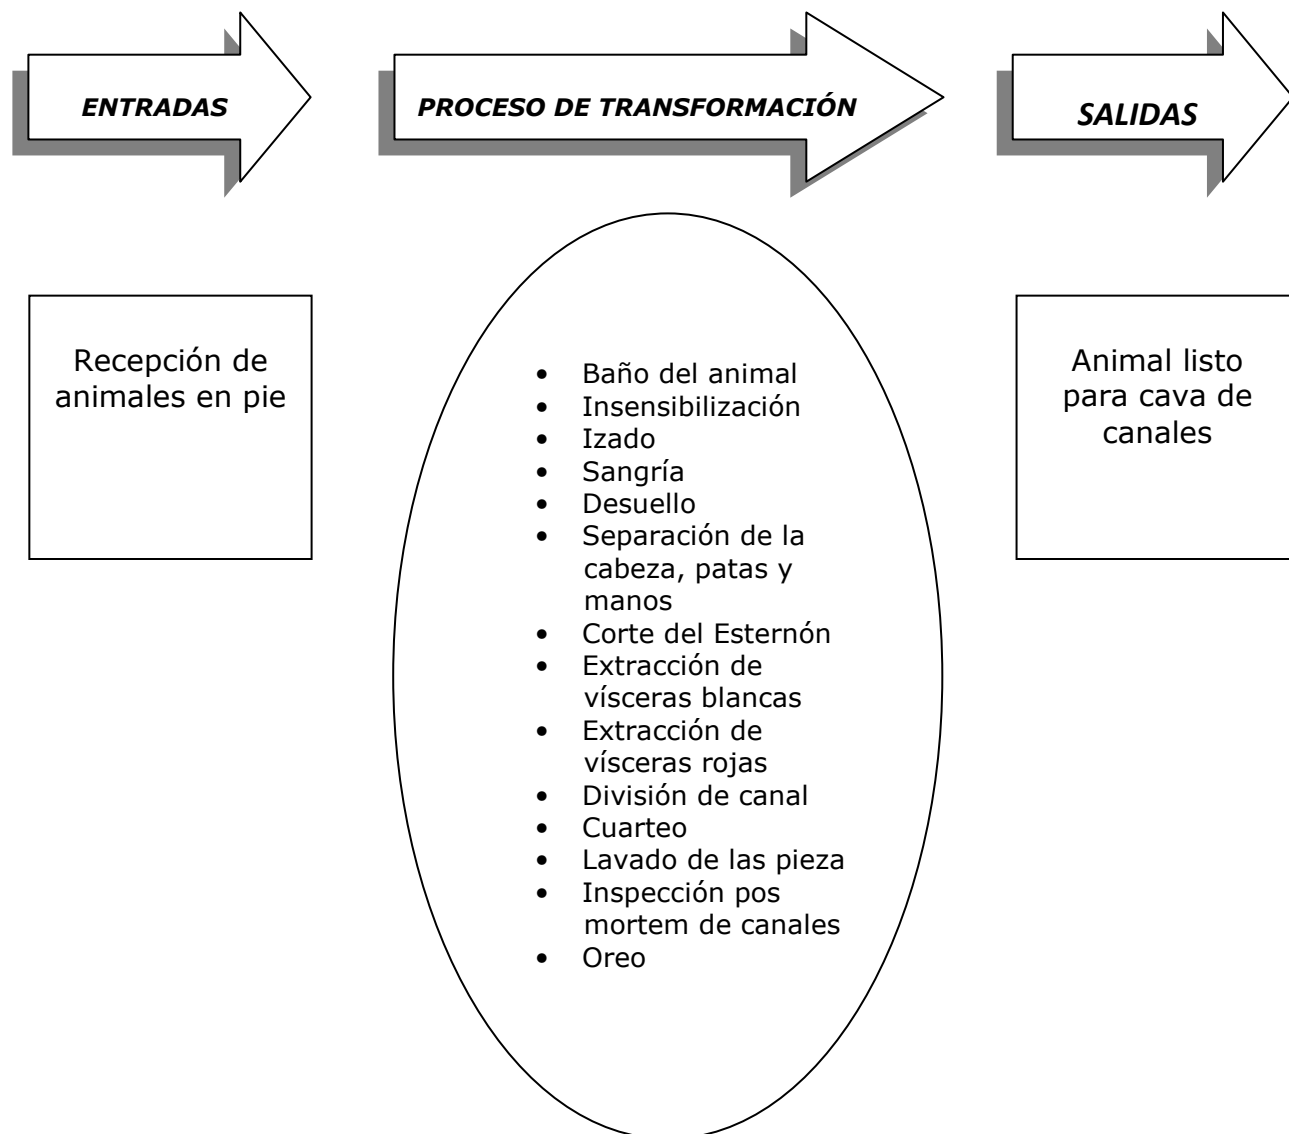 ENTRADAS
PROCESO DE TRANSFORMACIÓN
SALIDAS
Recepción de
animales en pie
• Baño del animal
• Insensibilización
• Izado
• Sangría
• Desuello
• Separación de la
cabeza, patas y
manos
• Corte del Esternón
• Extracción de
vísceras blancas
• Extracción de
vísceras rojas
• División de canal
• Cuarteo
• Lavado de las pieza
• Inspección pos
mortem de canales
• Oreo
Animal listo
para cava de
canales